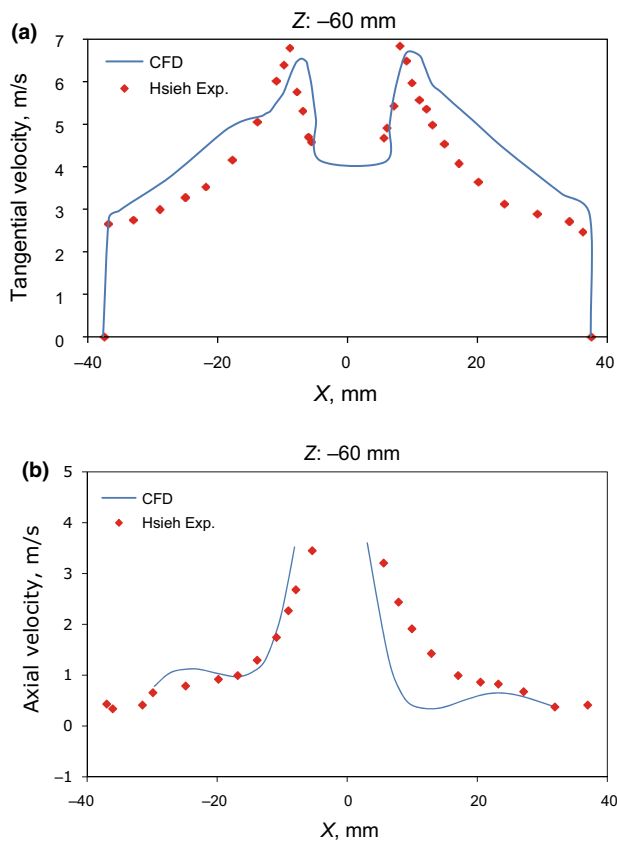 (a)
Z: –60 mm
Tangential velocity, m/s
7
6
5
4
3
2
1
0
CFD
Hsieh Exp.
–40 –20 0 20 40
X, mm
(b)
Z: –60 mm
Axial velocity, m/s
5
4
3
2
1
0
–1
CFD
Hsieh Exp.
–40 –20 0 20 40
X, mm